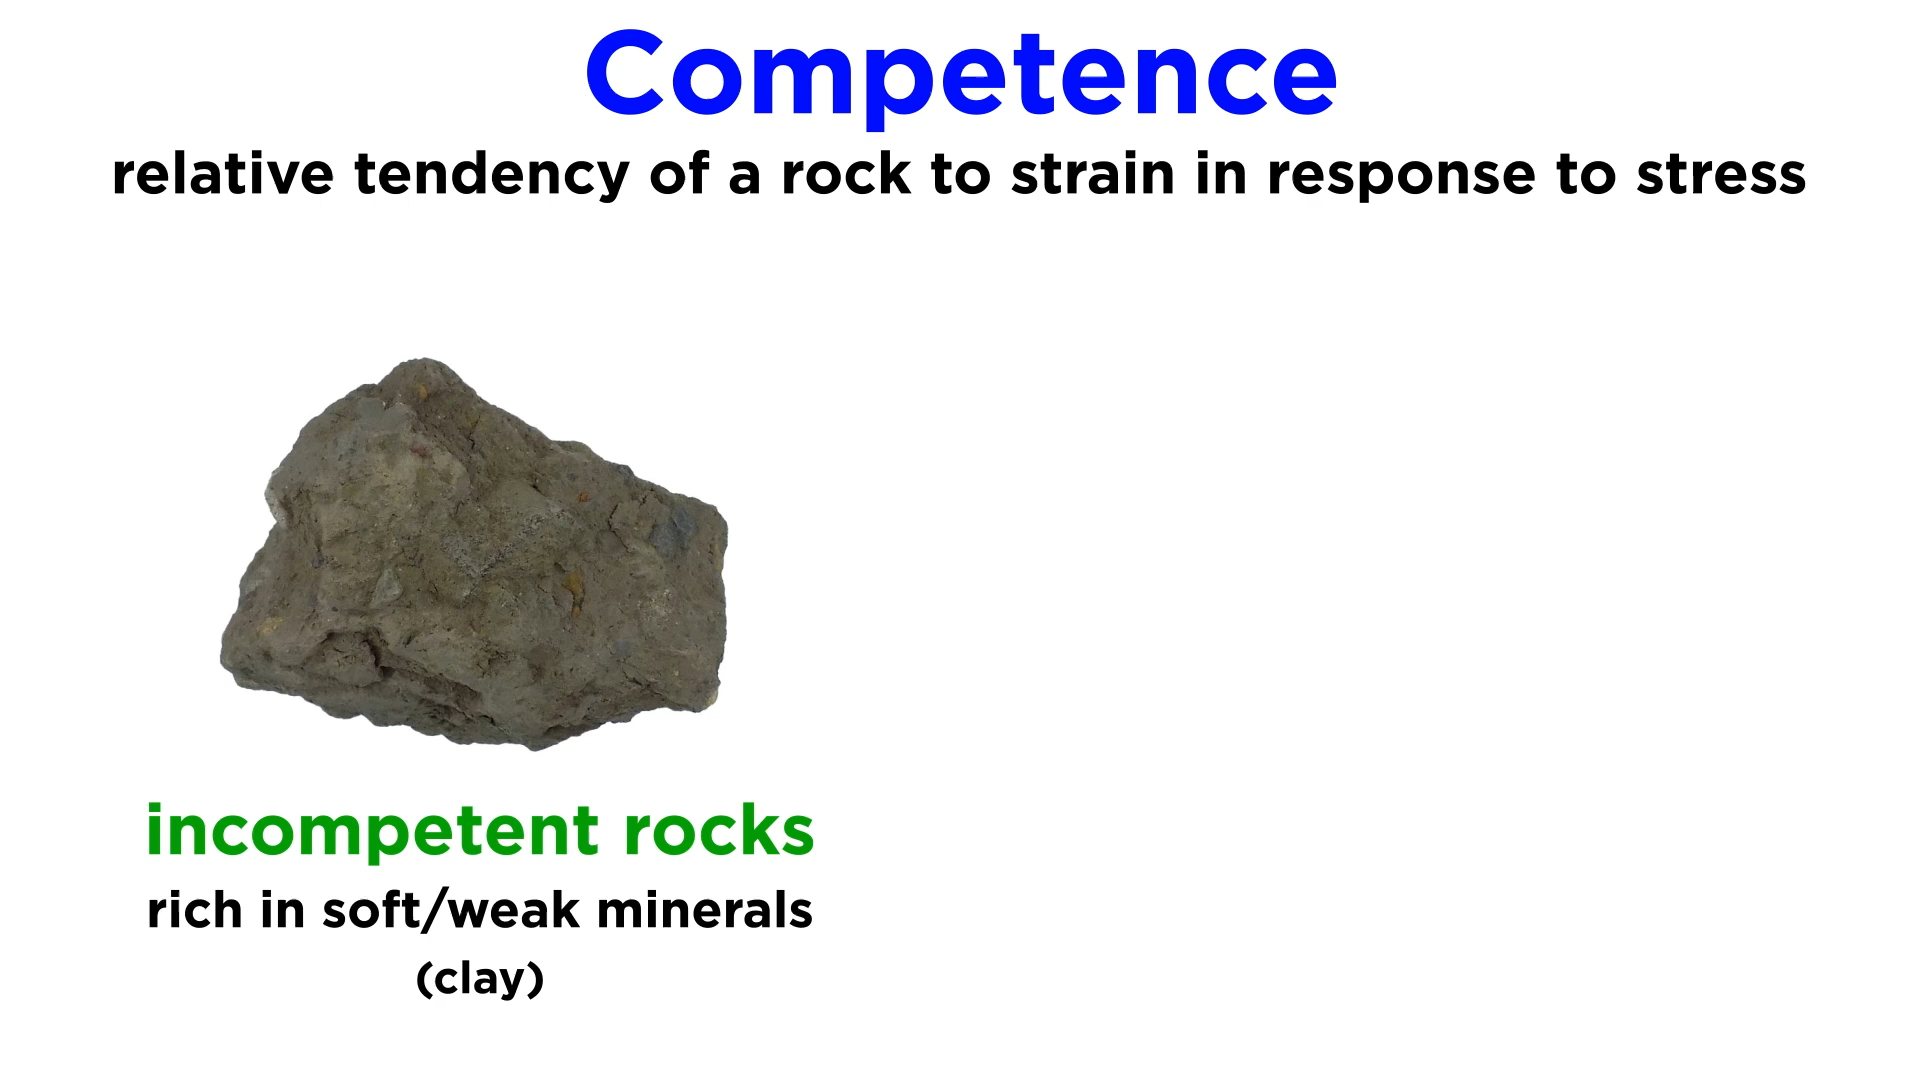 Competence
relative tendency of a rock to strain in response to stress
incompetent rocks
rich in soft/weak minerals
(clay)